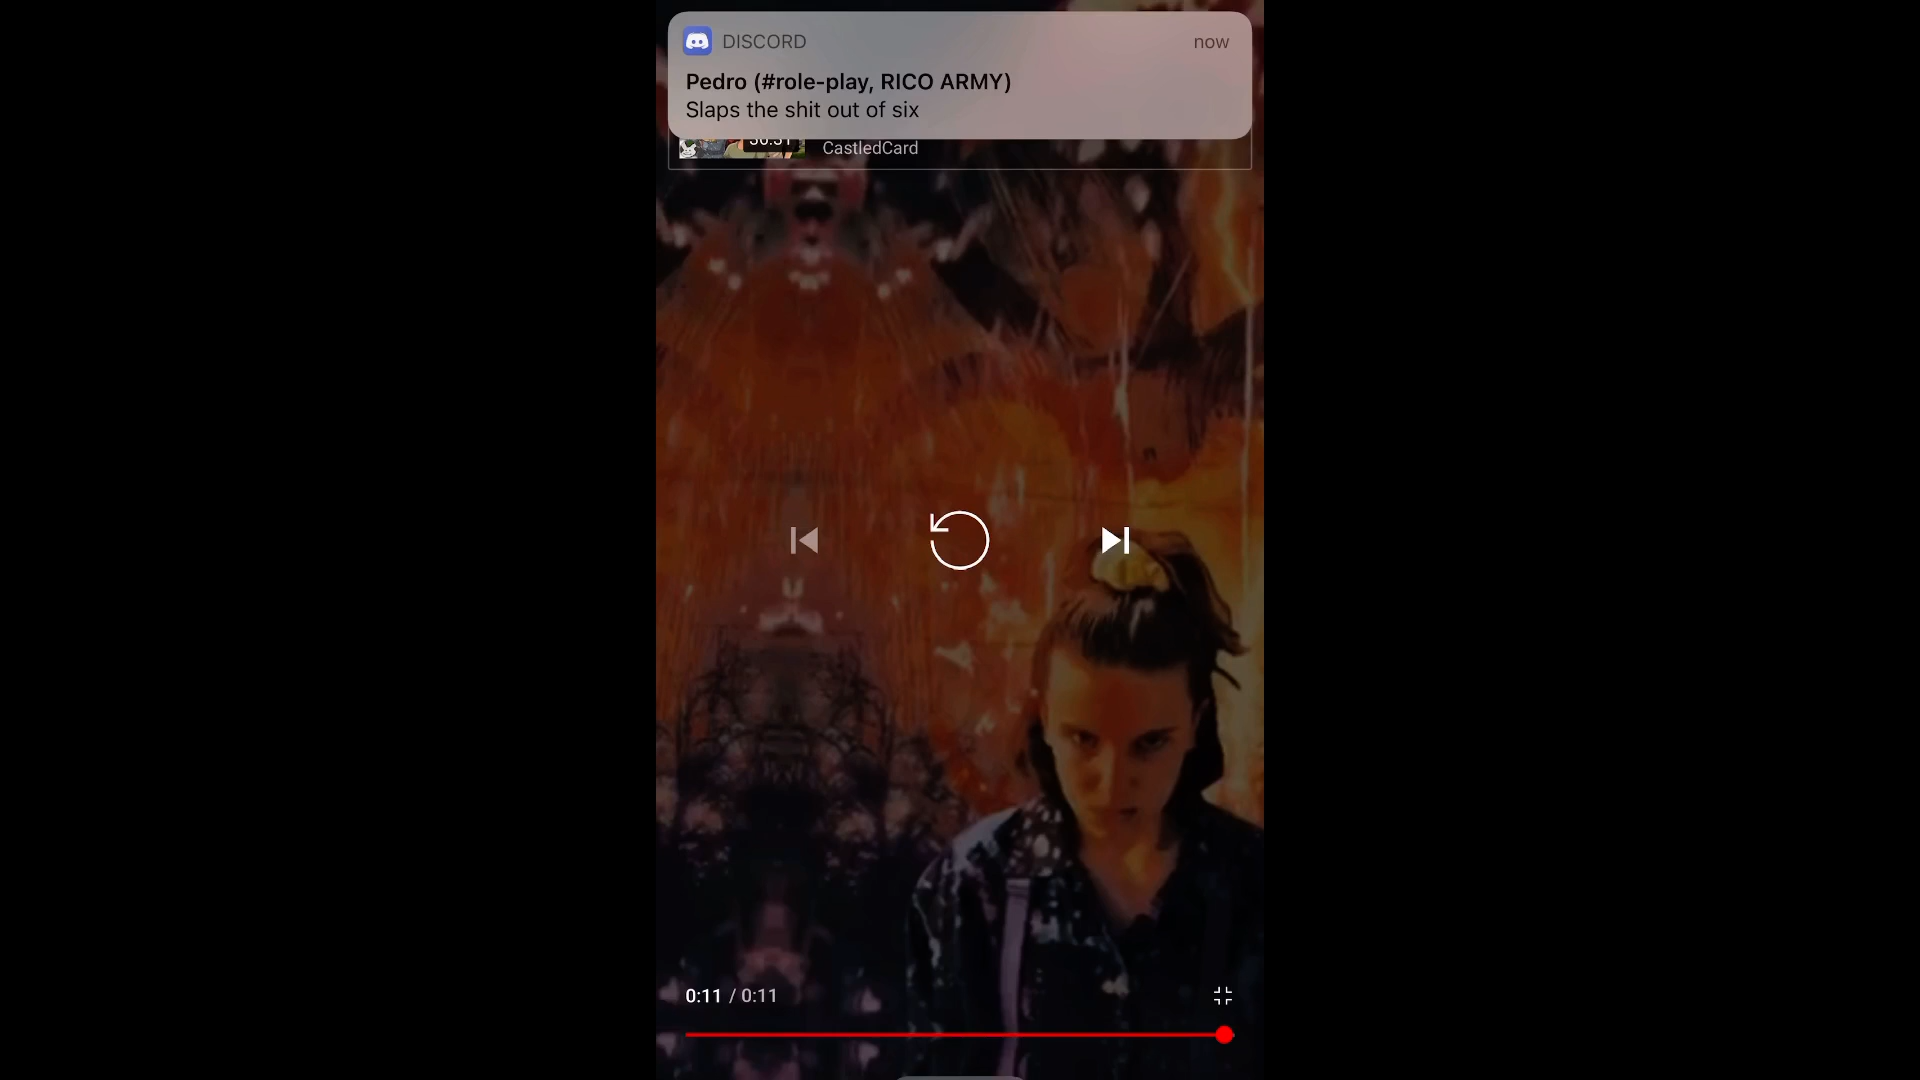 DISCORD now
Pedro (#role-play, RICO ARMY)
Slaps the shit out of six
CastledCard
0:11 / 0:11